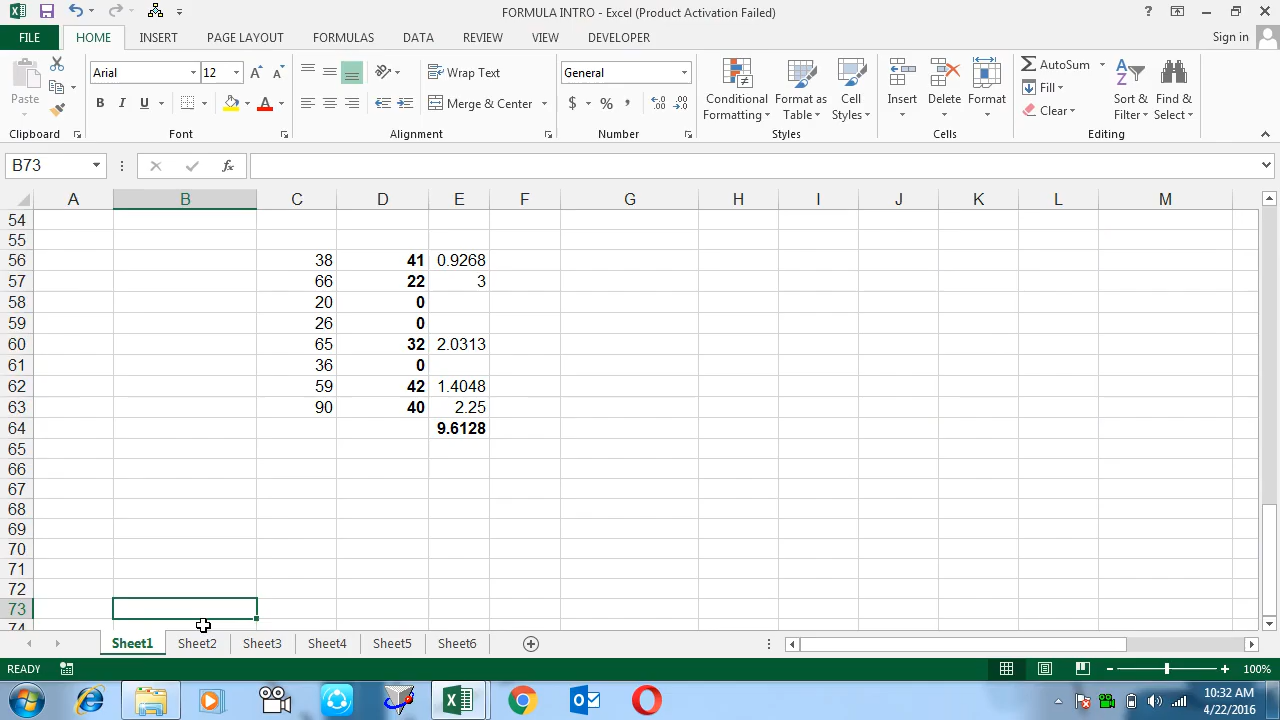 FORMULA INTRO - Excel (Product Activation Failed)
FILE HOME INSERT PAGE LAYOUT FORMULAS DATA REVIEW VIEW DEVELOPER Sign in
Paste
Arial 12
Wrap Text
General
Merge & Center
Conditional Formatting
Format as Table
Cell Styles
Insert
Delete
Format
AutoSum
Fill
Clear
Sort & Filter
Find & Select
Clipboard Font Alignment Number Styles Cells Editing
B73
A B C D E F G H I J K L M
54
55
56 38 41 0.9268
57 66 22 3
58 20 0
59 26 0
60 65 32 2.0313
61 36 0
62 59 42 1.4048
63 90 40 2.25
64 9.6128
65
66
67
68
69
70
71
72
73
74
Sheet1 Sheet2 Sheet3 Sheet4 Sheet5 Sheet6
READY 100%
10:32 AM
4/22/2016